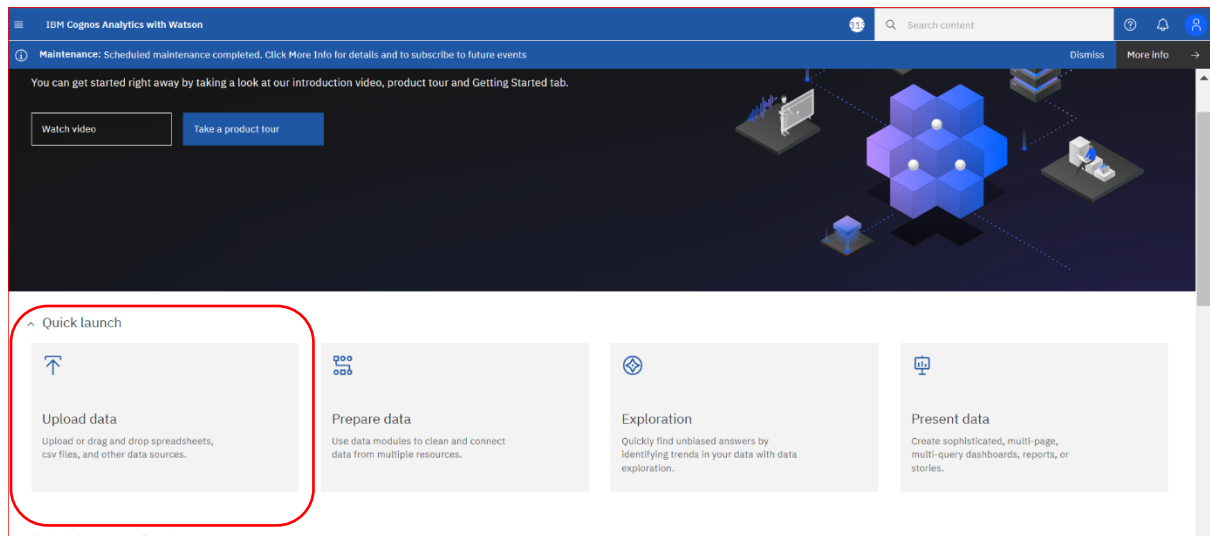 IBM Cognos Analytics with Watson
Search content
Maintenance: Scheduled maintenance completed. Click More Info for details and to subscribe to future events
Dismiss
More info
You can get started right away by taking a look at our introduction video, product tour and Getting Started tab.
Watch video
Take a product tour
Quick launch
Upload data
Upload or drag and drop spreadsheets,
csv files, and other data sources.
Prepare data
Use data modules to clean and connect
data from multiple resources.
Exploration
Quickly find unbiased answers by
identifying trends in your data with data
exploration.
Present data
Create sophisticated, multi-page,
multi-query dashboards, reports, or
stories.